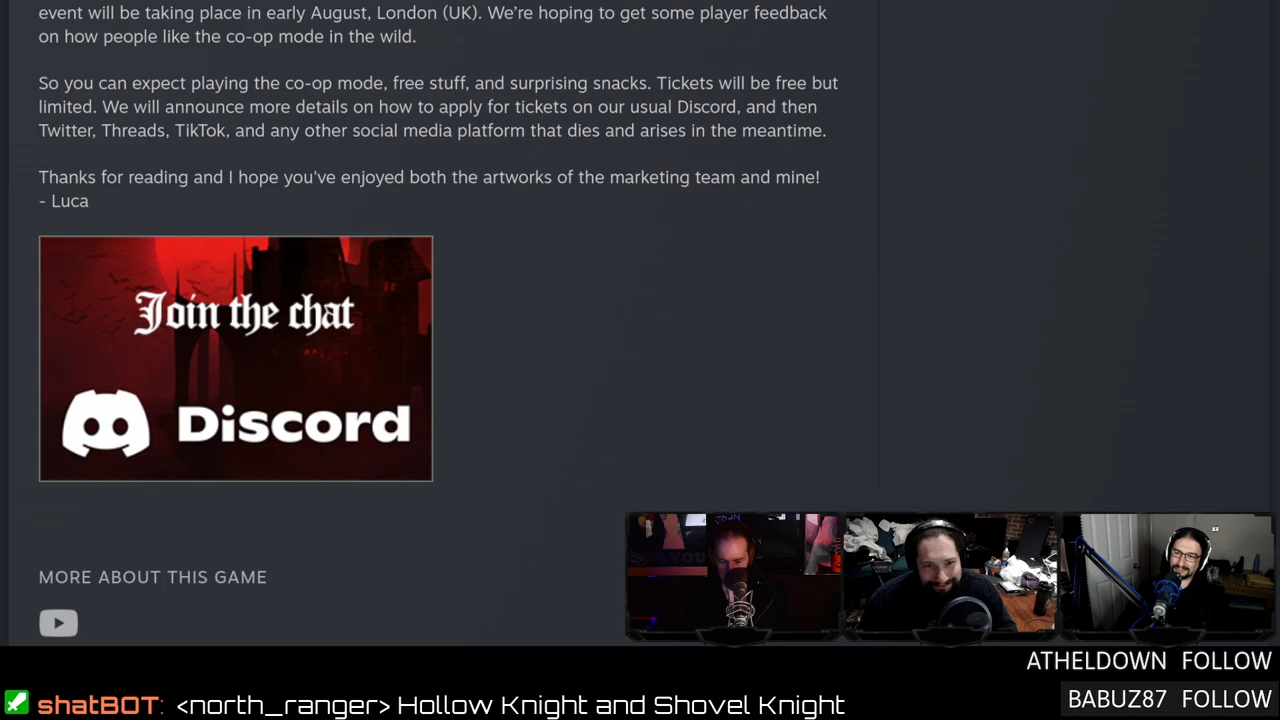 event will be taking place in early August, London (UK). We're hoping to get some player feedback
on how people like the co-op mode in the wild.
So you can expect playing the co-op mode, free stuff, and surprising snacks. Tickets will be free but
limited. We will announce more details on how to apply for tickets on our usual Discord, and then
Twitter, Threads, TikTok, and any other social media platform that dies and arises in the meantime.
Thanks for reading and I hope you've enjoyed both the artworks of the marketing team and mine!
- Luca
Join the chat
Discord
MORE ABOUT THIS GAME
ATHELDOWN FOLLOW
BABUZ87 FOLLOW
shatBOT: <north_ranger> Hollow Knight and Shovel Knight